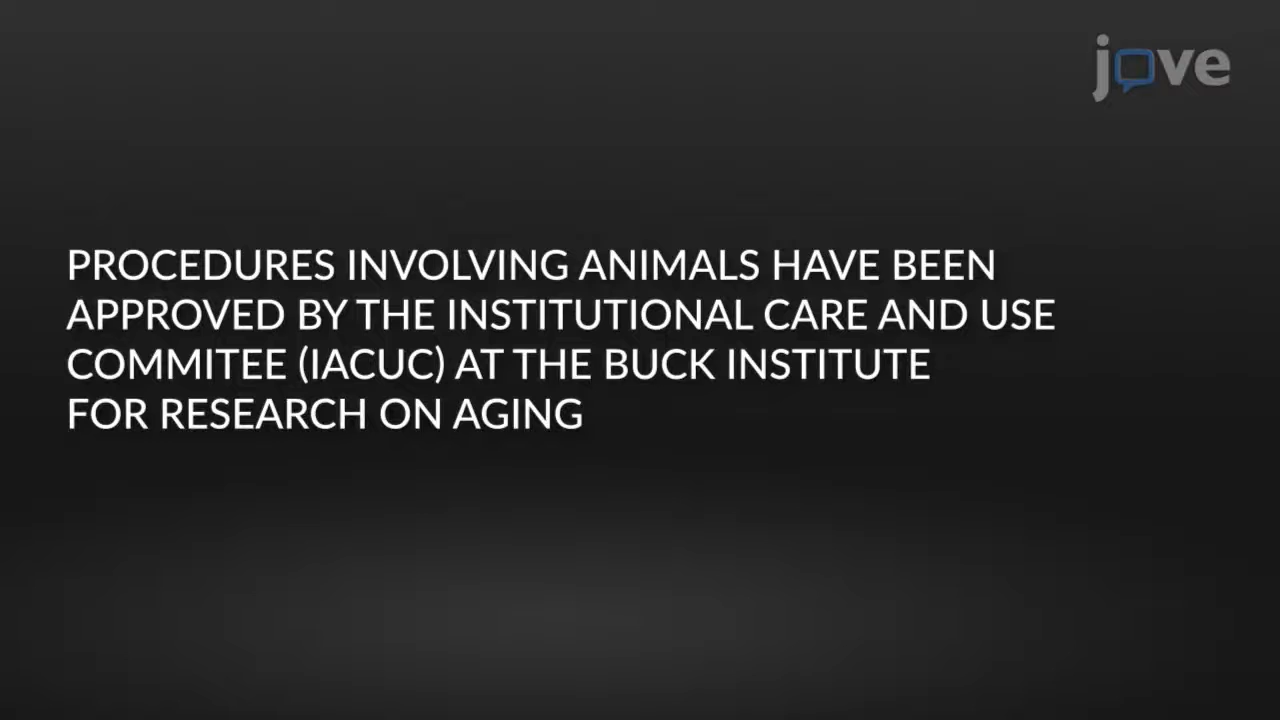 jove
PROCEDURES INVOLVING ANIMALS HAVE BEEN
APPROVED BY THE INSTITUTIONAL CARE AND USE
COMMITEE (IACUC) AT THE BUCK INSTITUTE
FOR RESEARCH ON AGING